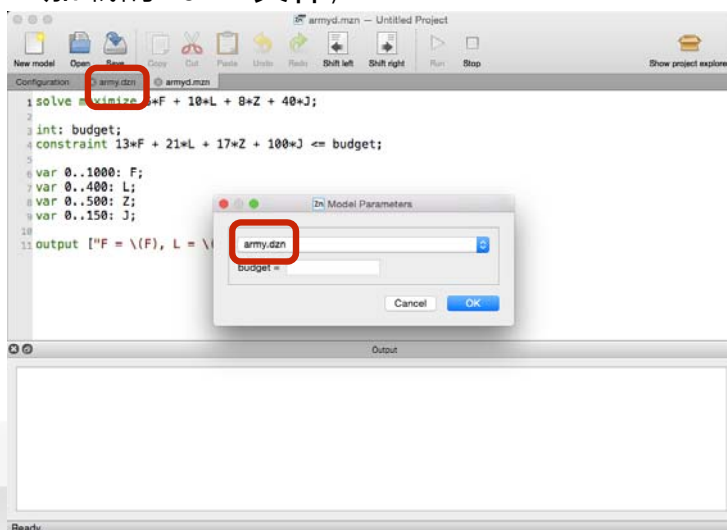 armyd.mzn — Untitled Project
New model Open Save Copy Cut Paste Undo Redo Shift left Shift right Run Stop Show project explorer
Configuration army.dzn armyd.mzn
1 solve maximize 6*F + 10*L + 8*Z + 40*J;
2
3 int: budget;
4 constraint 13*F + 21*L + 17*Z + 100*J <= budget;
5
6 var 0..1000: F;
7 var 0..400: L;
8 var 0..500: Z;
9 var 0..150: J;
10
11 output ["F = \(F), L = \(
Model Parameters
army.dzn
budget =
Cancel OK
Output
Ready